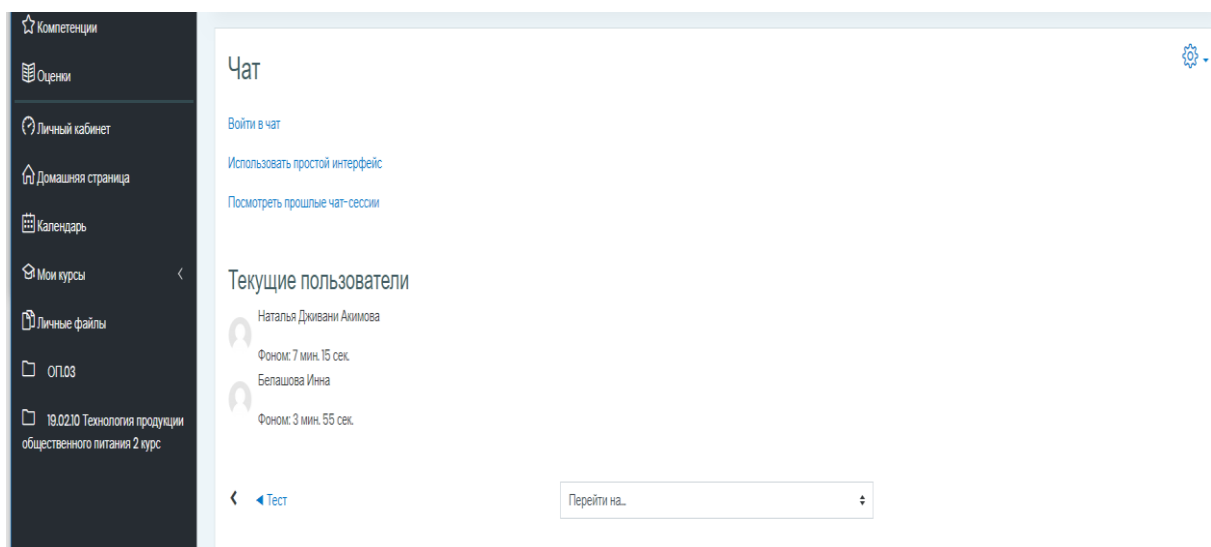 Компетенции
Оценки
Личный кабинет
Домашняя страница
Календарь
Мои курсы
Личные файлы
ОП.03
19.02.10 Технология продукции
общественного питания 2 курс
Чат
Войти в чат
Использовать простой интерфейс
Посмотреть прошлые чат-сессии
Текущие пользователи
Наталья Дживани Акимова
Фоном: 7 мин. 15 сек.
Белашова Инна
Фоном: 3 мин. 55 сек.
◄ Тест
Перейти на...